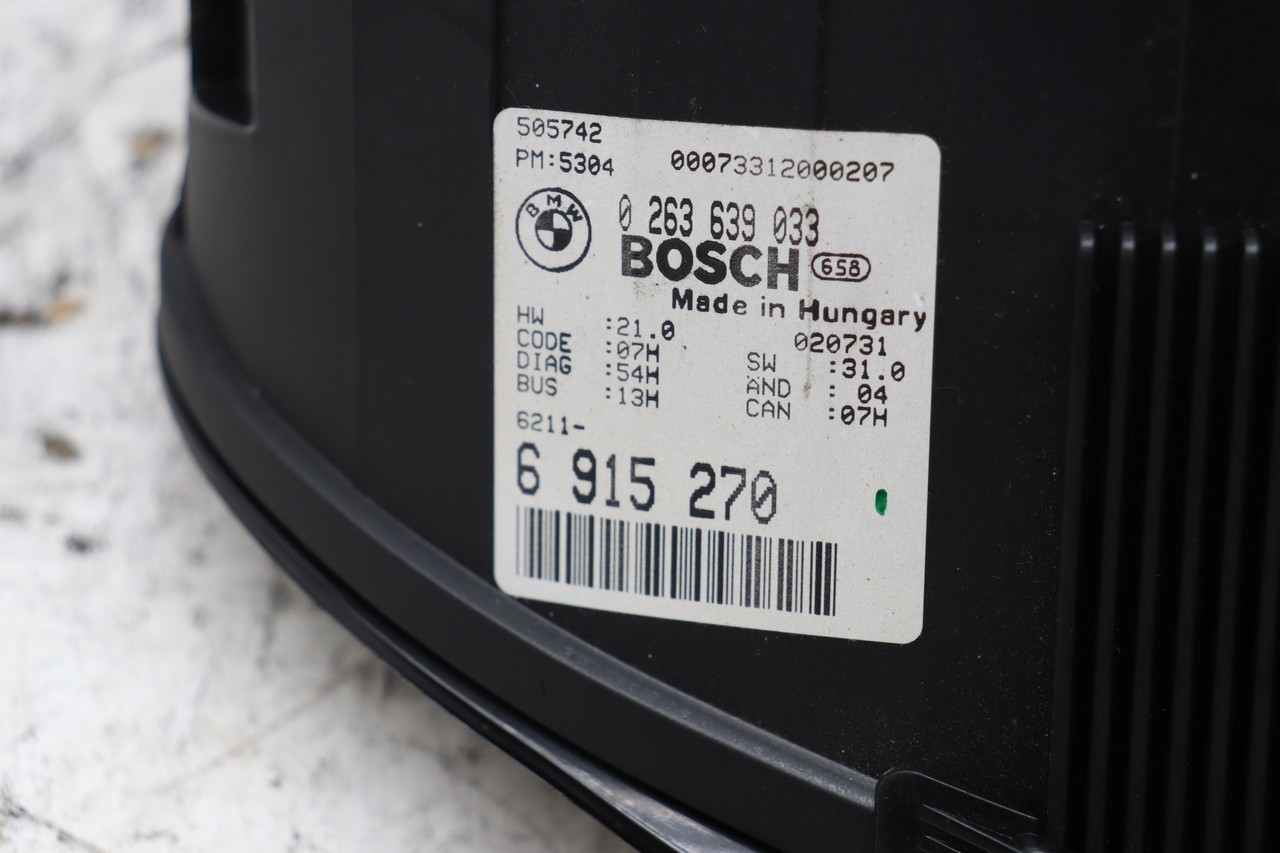 505742
PM:5304 00073312000207
BMW
0 263 639 033
BOSCH 658
Made in Hungary
HW :21.0 020731
CODE :07H SW :31.0
DIAG :54H AND : 04
BUS :13H CAN :07H
6211-
6 915 270